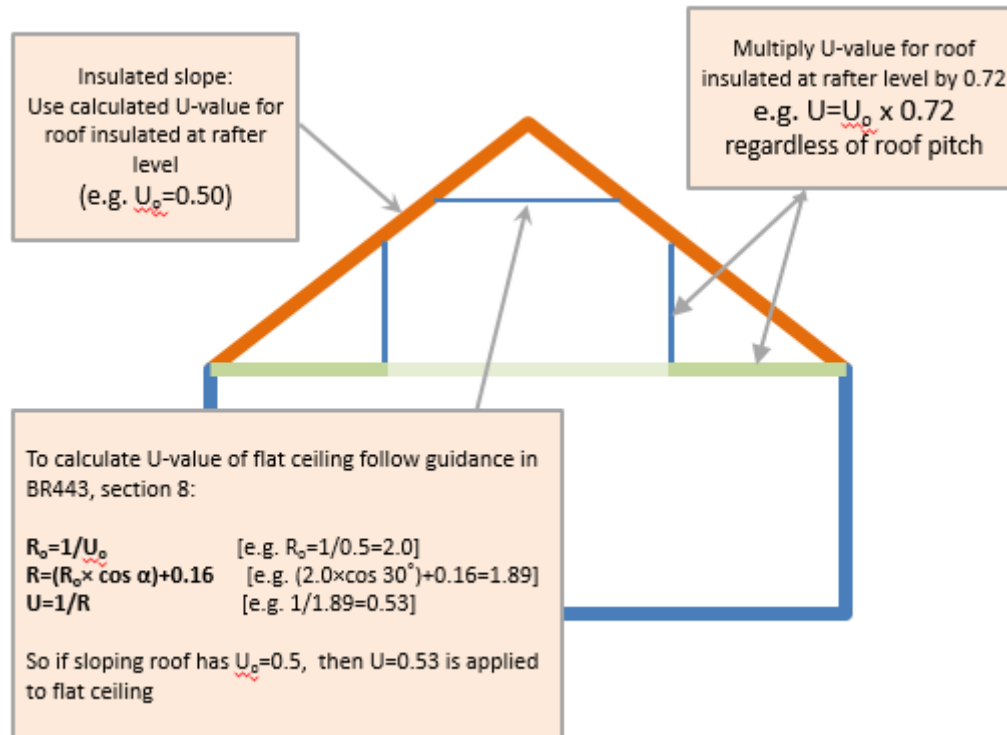 Insulated slope:
Use calculated U-value for
roof insulated at rafter
level
(e.g. Uₒ=0.50)
Multiply U-value for roof
insulated at rafter level by 0.72
e.g. U=Uₒ x 0.72
regardless of roof pitch
To calculate U-value of flat ceiling follow guidance in
BR443, section 8:
Rₒ=1/Uₒ [e.g. Rₒ=1/0.5=2.0]
R=(Rₒ× cos α)+0.16 [e.g. (2.0×cos 30˚)+0.16=1.89]
U=1/R [e.g. 1/1.89=0.53]
So if sloping roof has Uₒ=0.5, then U=0.53 is applied
to flat ceiling